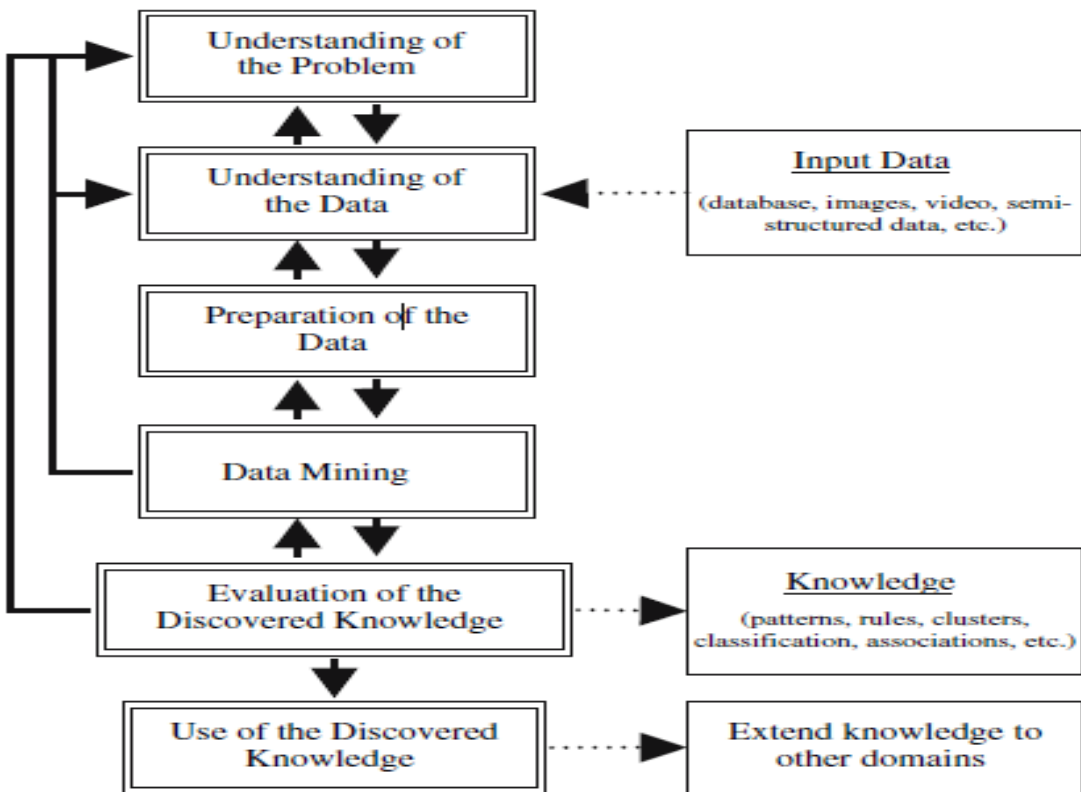 Understanding of
the Problem
Understanding of
the Data
Input Data
(database, images, video, semi-
structured data, etc.)
Preparation of the
Data
Data Mining
Evaluation of the
Discovered Knowledge
Knowledge
(patterns, rules, clusters,
classification, associations, etc.)
Use of the Discovered
Knowledge
Extend knowledge to
other domains